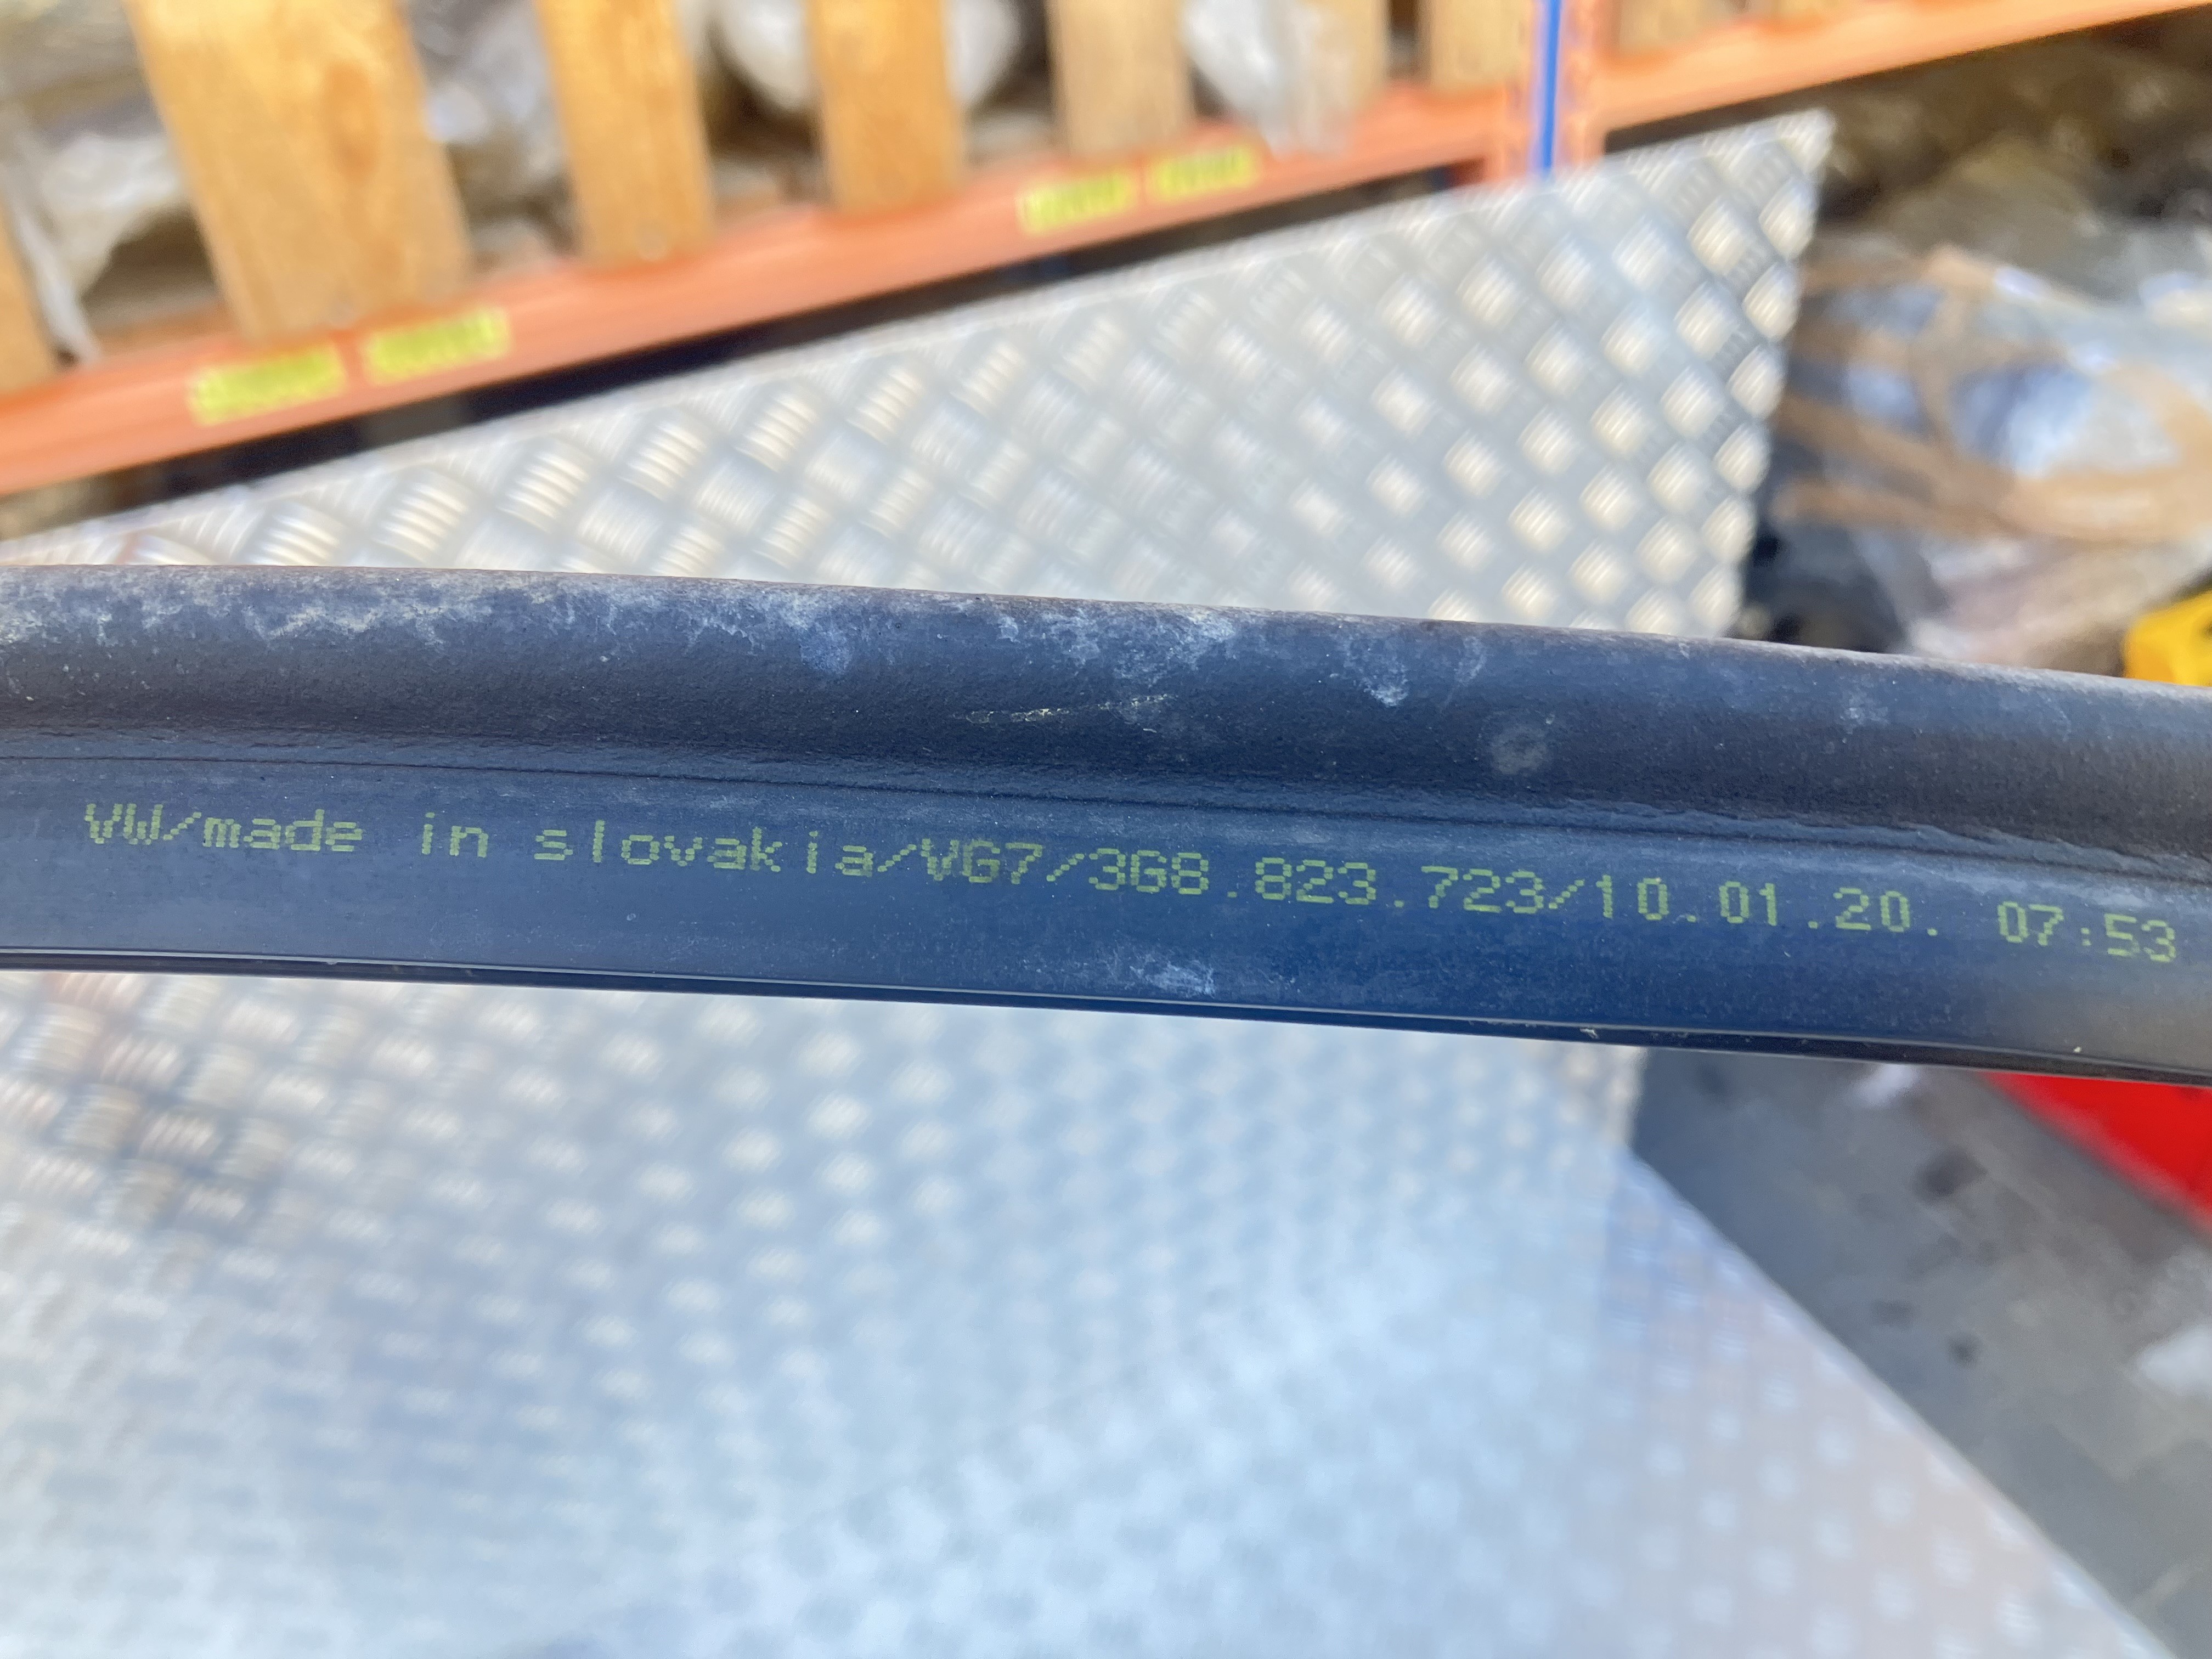 VW/made in slovakia/VG7/3G8.823.723/10.01.20. 07:53